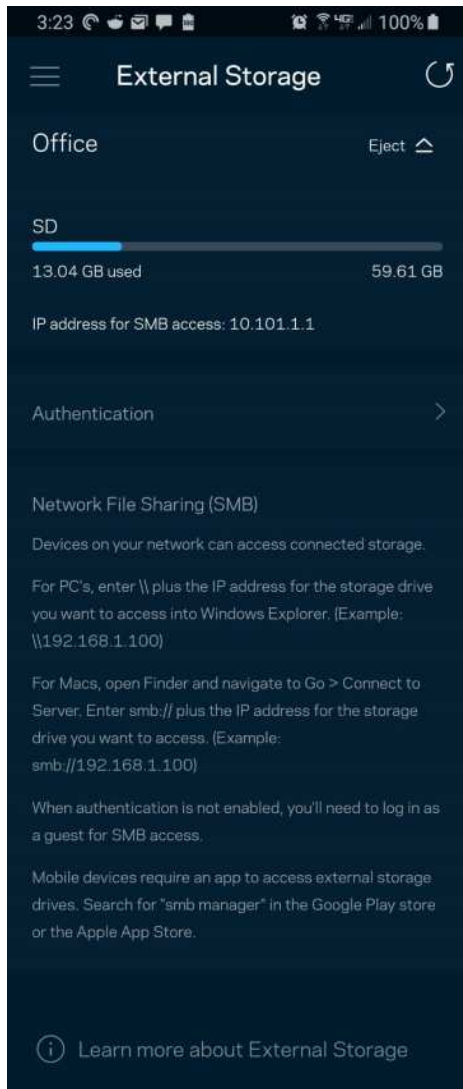 3:23 100%
External Storage
Office Eject
SD
13.04 GB used 59.61 GB
IP address for SMB access: 10.101.1.1
Authentication
Network File Sharing (SMB)
Devices on your network can access connected storage.
For PC's, enter \\ plus the IP address for the storage drive
you want to access into Windows Explorer. (Example:
\\192.168.1.100)
For Macs, open Finder and navigate to Go > Connect to
Server. Enter smb:// plus the IP address for the storage
drive you want to access. (Example:
smb://192.168.1.100)
When authentication is not enabled, you'll need to log in as
a guest for SMB access.
Mobile devices require an app to access external storage
drives. Search for "smb manager" in the Google Play store
or the Apple App Store.
Learn more about External Storage